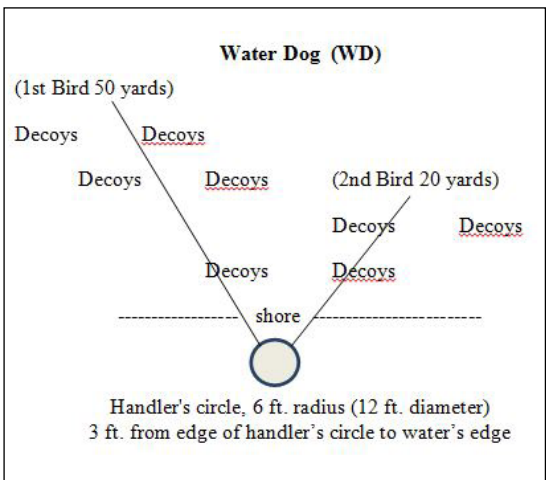 Water Dog (WD)
(1st Bird 50 yards)
Decoys Decoys
Decoys Decoys (2nd Bird 20 yards)
Decoys Decoys
Decoys Decoys
shore
Handler's circle, 6 ft. radius (12 ft. diameter)
3 ft. from edge of handler’s circle to water’s edge